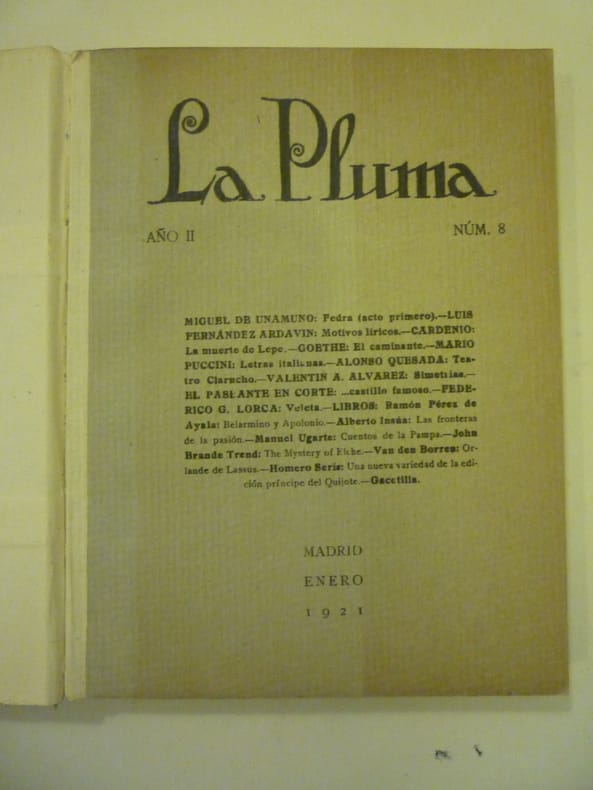 La Pluma
AÑO II NÚM. 8
MIGUEL DE UNAMUNO: Fedra (acto primero).—LUIS
FERNÁNDEZ ARDAVIN: Motivos líricos.—CARDENIO:
La muerte de Lope.—GOETHE: El caminante.—MARIO
PUCCINI: Letras italianas.—ALONSO QUESADA: Tea-
tro Clarucho.—VALENTIN A. ALVAREZ: Simetrías.—
EL PASEANTE EN CORTE: ...castillo famoso.—FEDE-
RICO G. LORCA: Veleta.—LIBROS: Ramón Pérez de
Ayala: Belarmino y Apolonio.—Alberto Insúa: Las fronteras
de la pasión.—Manuel Ugarte: Cuentos de la Pampa.—John
Brande Trend: The Mystery of Elche.—Van den Borren: Or-
lande de Lassus.—Homero Serís: Una nueva variedad de la edi-
ción príncipe del Quijote.—Gacetilla.
MADRID
ENERO
1921